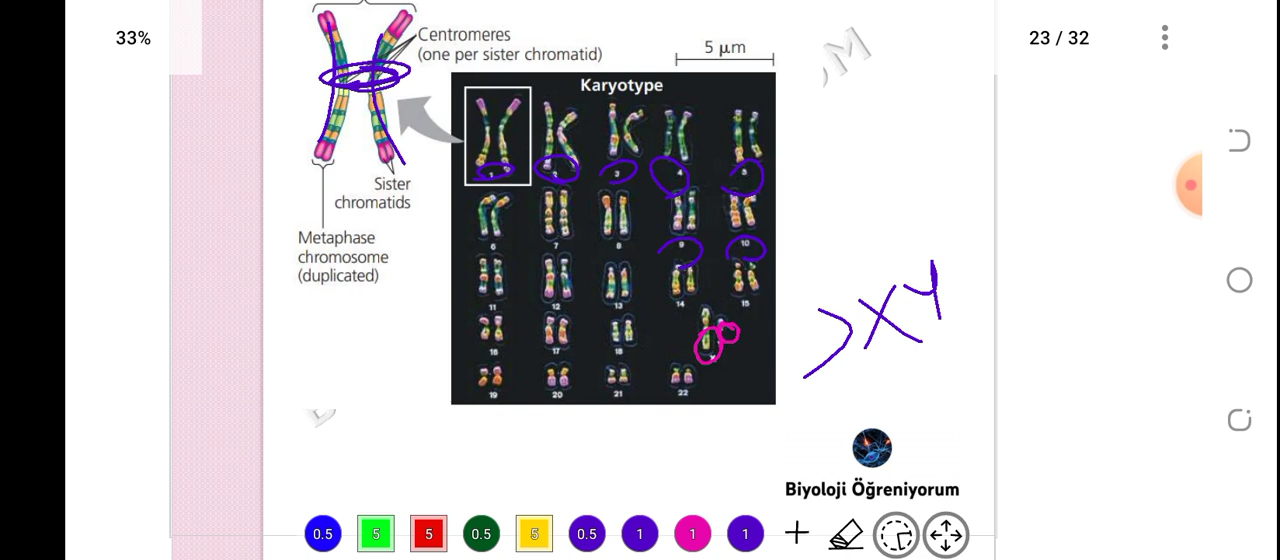 33%
23 / 32
Centromeres
(one per sister chromatid)
5 µm
Karyotype
1 2 3 4 5
6 7 8 9 10
11 12 13 14 15
16 17 18
19 20 21 22
Sister
chromatids
Metaphase
chromosome
(duplicated)
XY
OM
Biyoloji Öğreniyorum
0.5 5 5 0.5 5 0.5 1 1 1